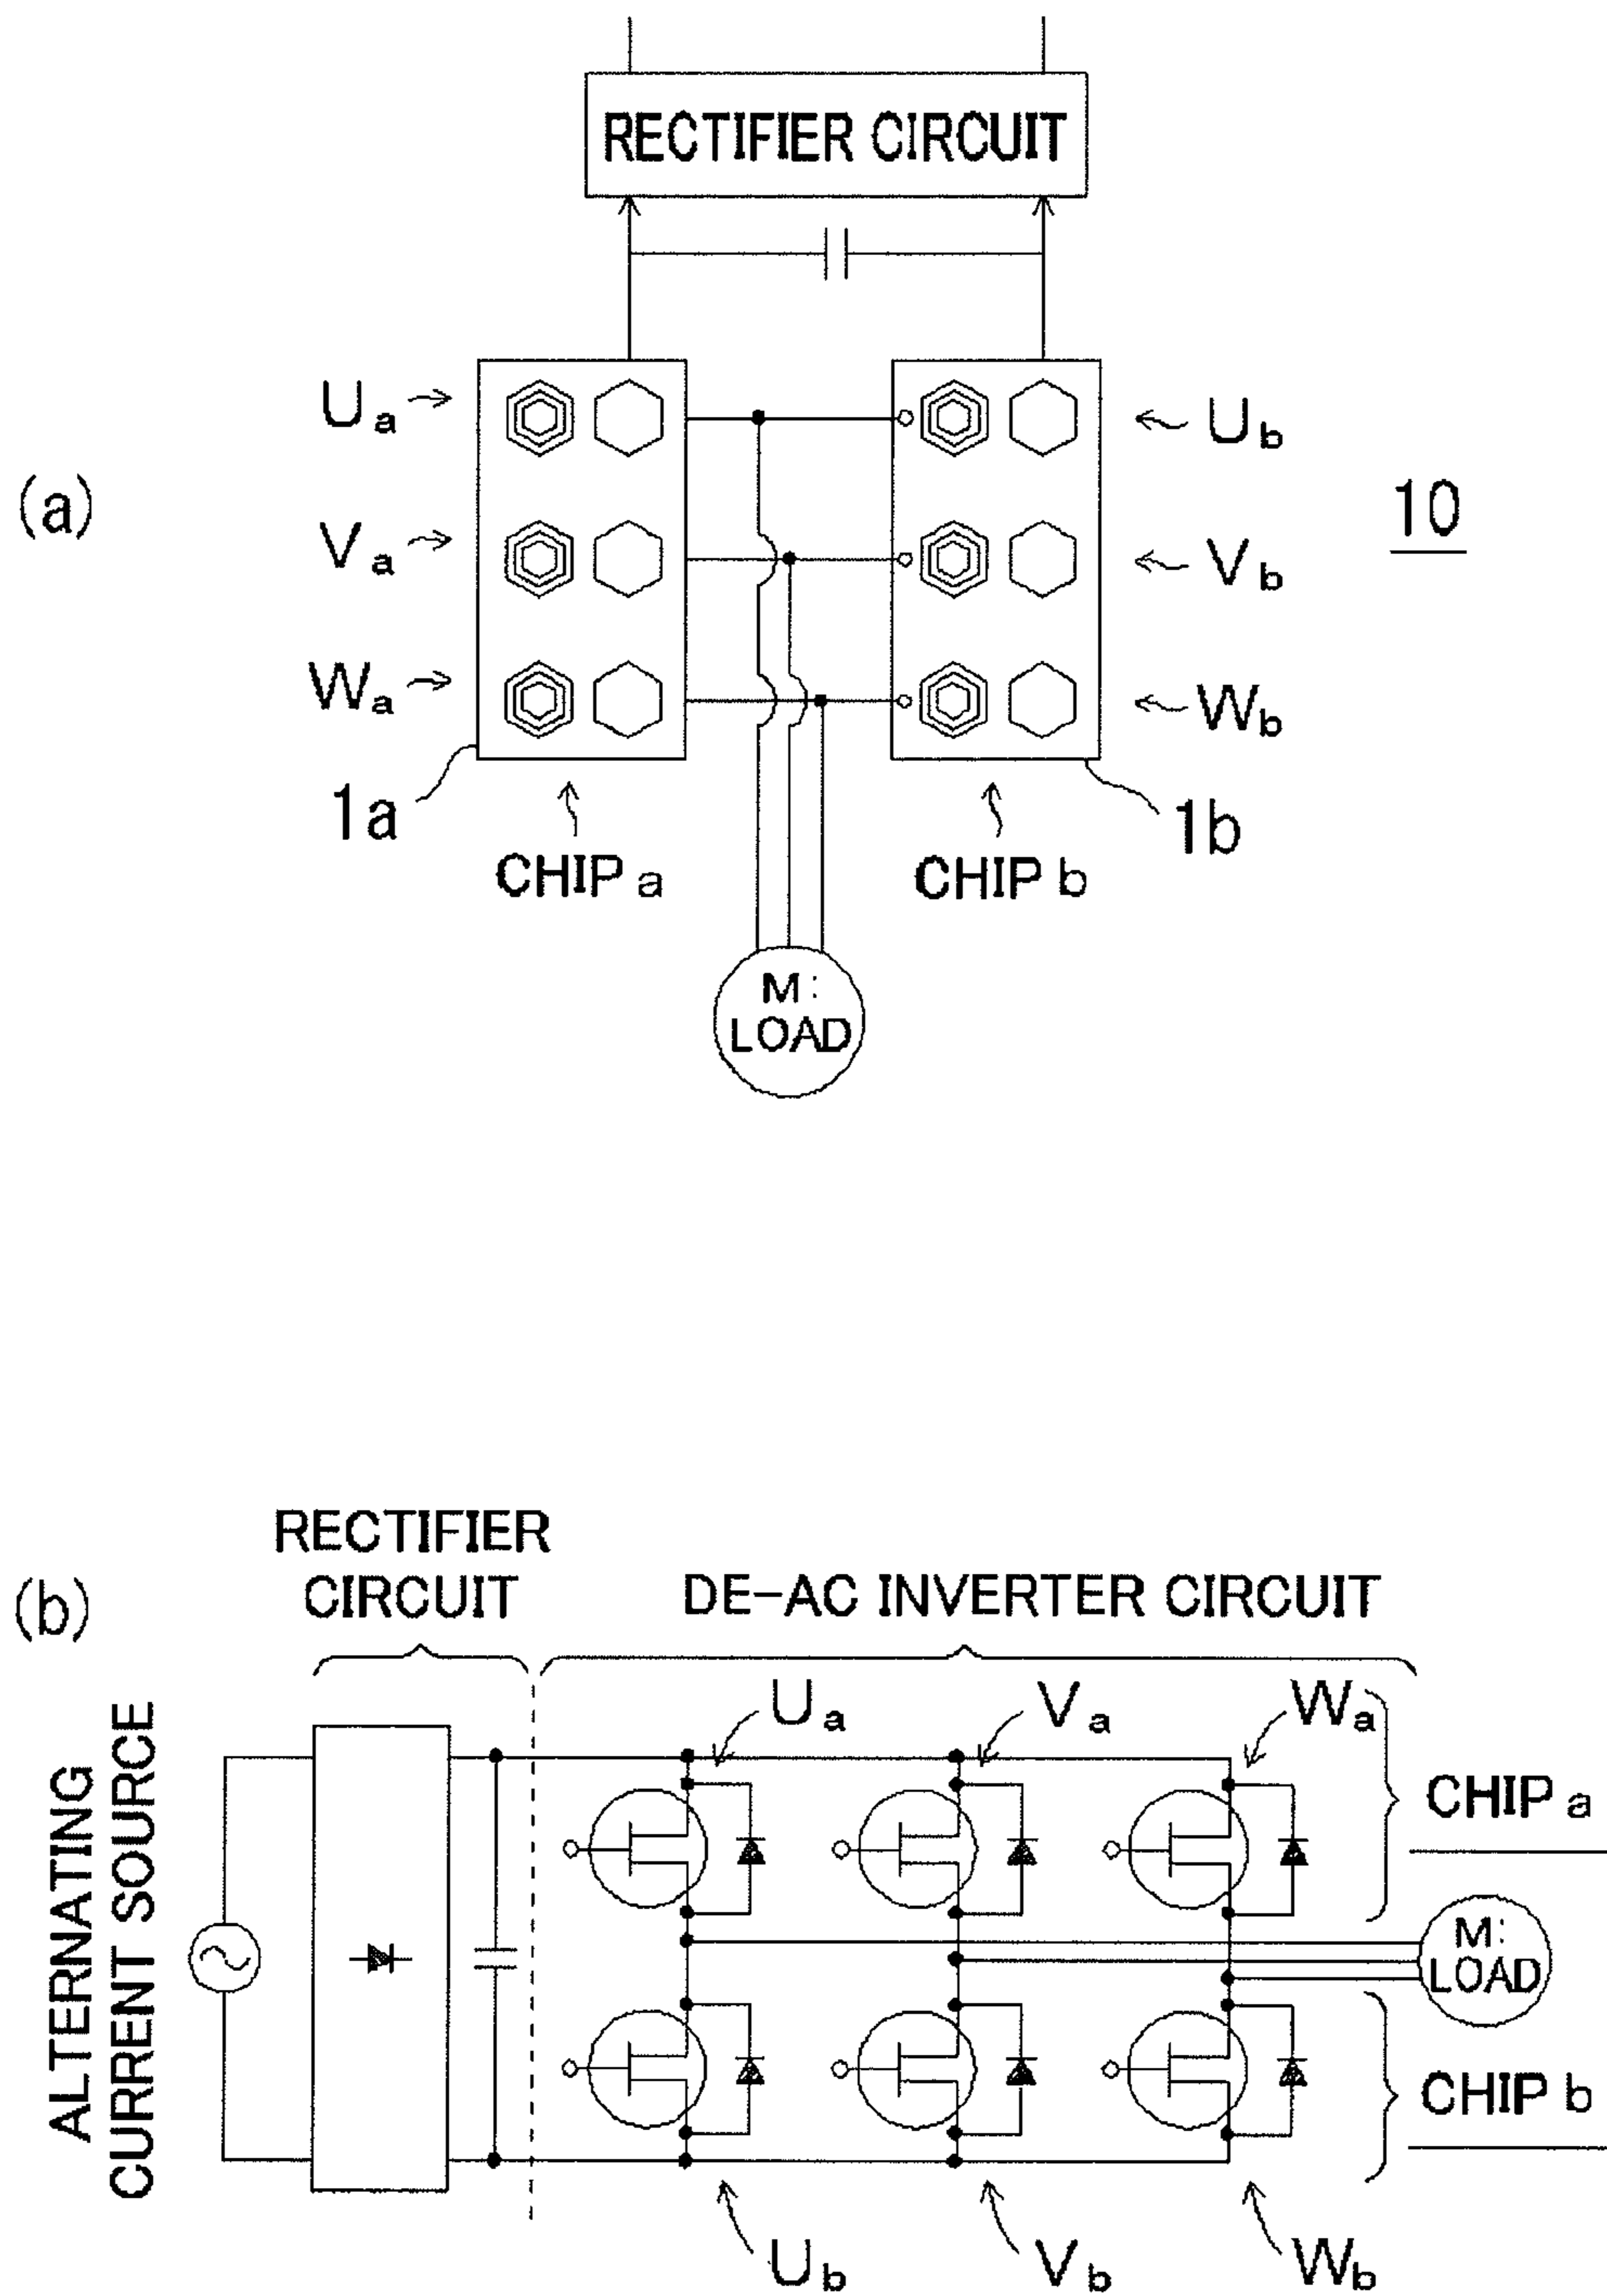 RECTIFIER CIRCUIT
(a)
Ua
Ub
Va
Vb
10
Wa
Wb
1a
1b
CHIP a
CHIP b
M:
LOAD
(b)
RECTIFIER
CIRCUIT
DE-AC INVERTER CIRCUIT
ALTERNATING
CURRENT SOURCE
Ua
Va
Wa
CHIP a
M:
LOAD
CHIP b
Ub
Vb
Wb